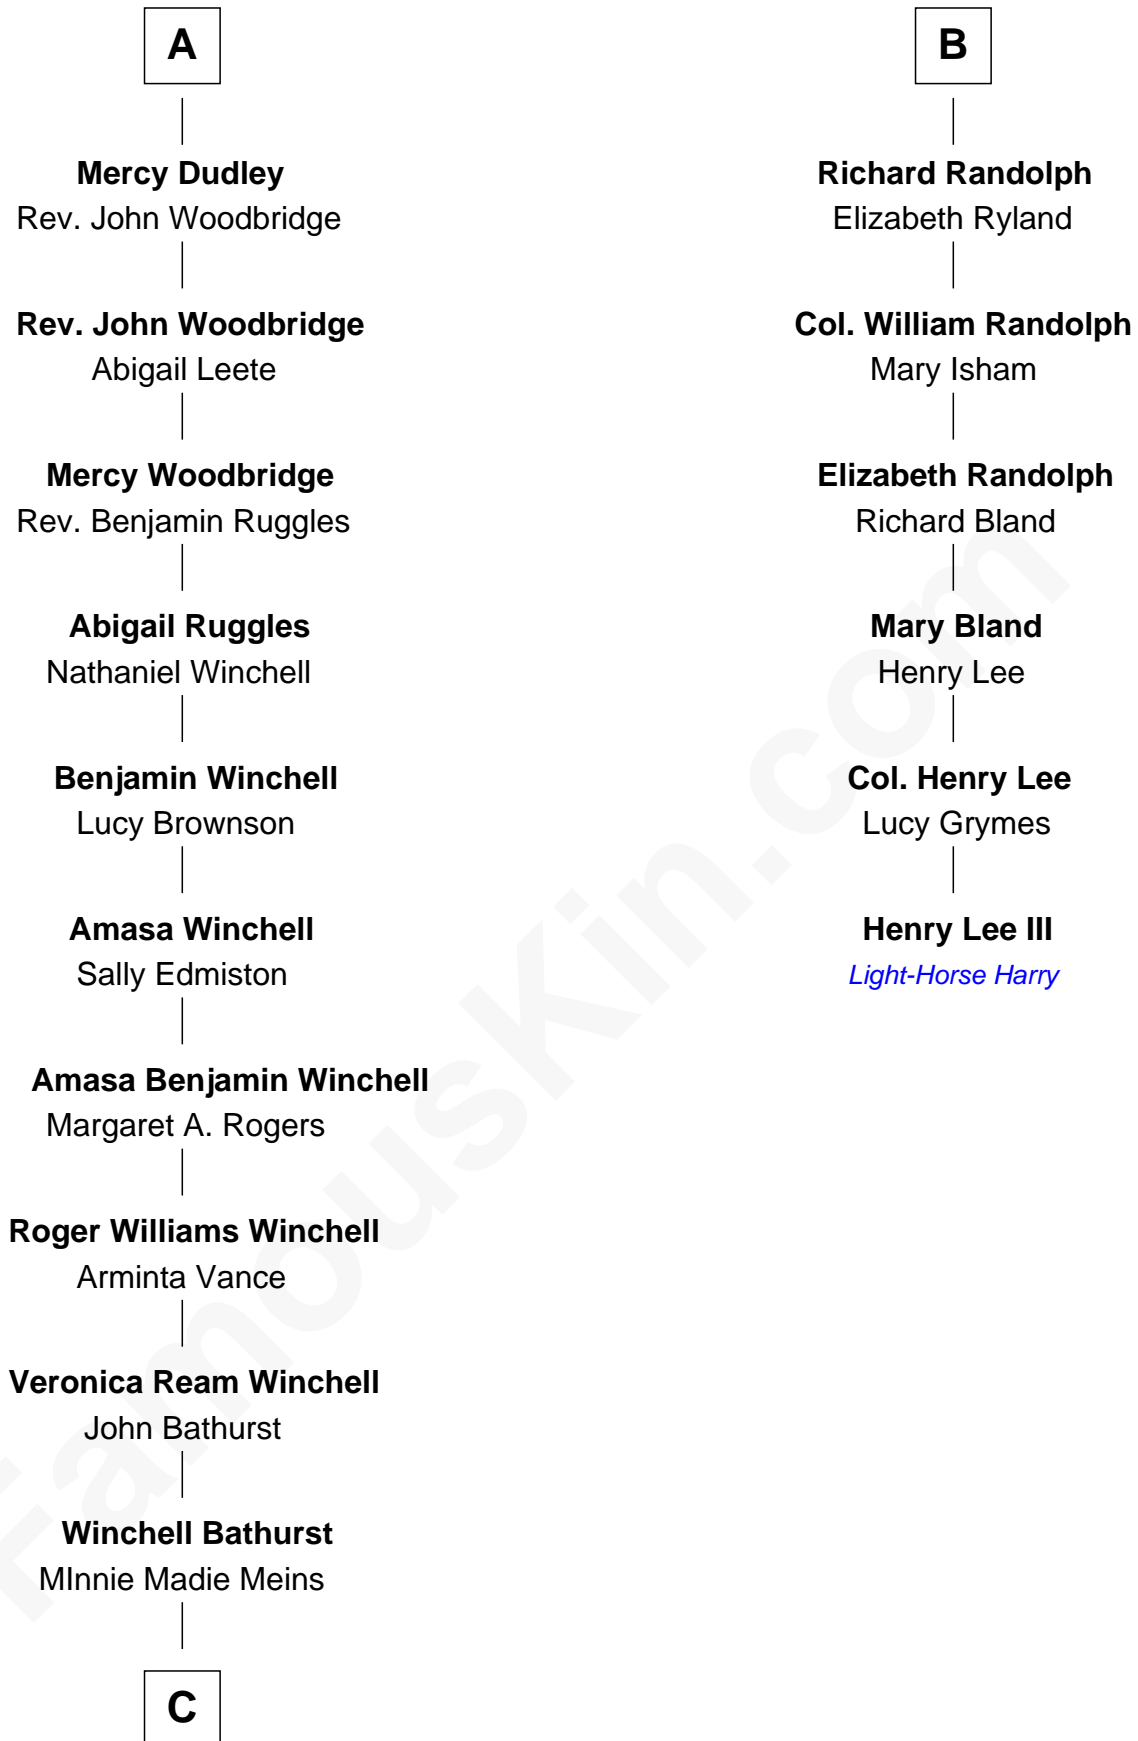 A
Mercy Dudley
Rev. John Woodbridge
Rev. John Woodbridge
Abigail Leete
Mercy Woodbridge
Rev. Benjamin Ruggles
Abigail Ruggles
Nathaniel Winchell
Benjamin Winchell
Lucy Brownson
Amasa Winchell
Sally Edmiston
Amasa Benjamin Winchell
Margaret A. Rogers
Roger Williams Winchell
Arminta Vance
Veronica Ream Winchell
John Bathurst
Winchell Bathurst
MInnie Madie Meins
C
B
Richard Randolph
Elizabeth Ryland
Col. William Randolph
Mary Isham
Elizabeth Randolph
Richard Bland
Mary Bland
Henry Lee
Col. Henry Lee
Lucy Grymes
Henry Lee III
Light-Horse Harry
FamousKin.com